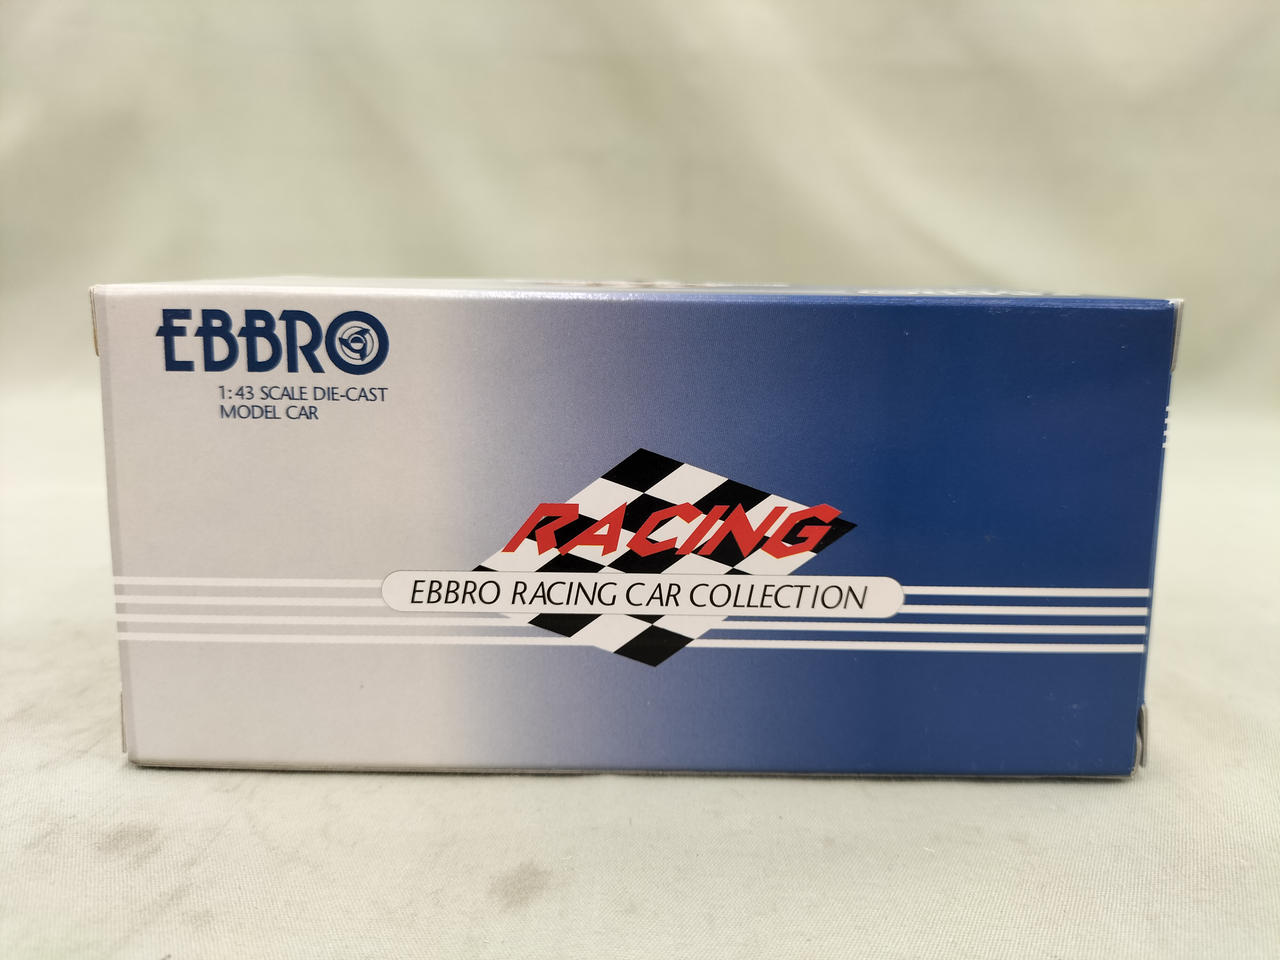 EBBRO
1:43 SCALE DIE-CAST
MODEL CAR
RACING
EBBRO RACING CAR COLLECTION